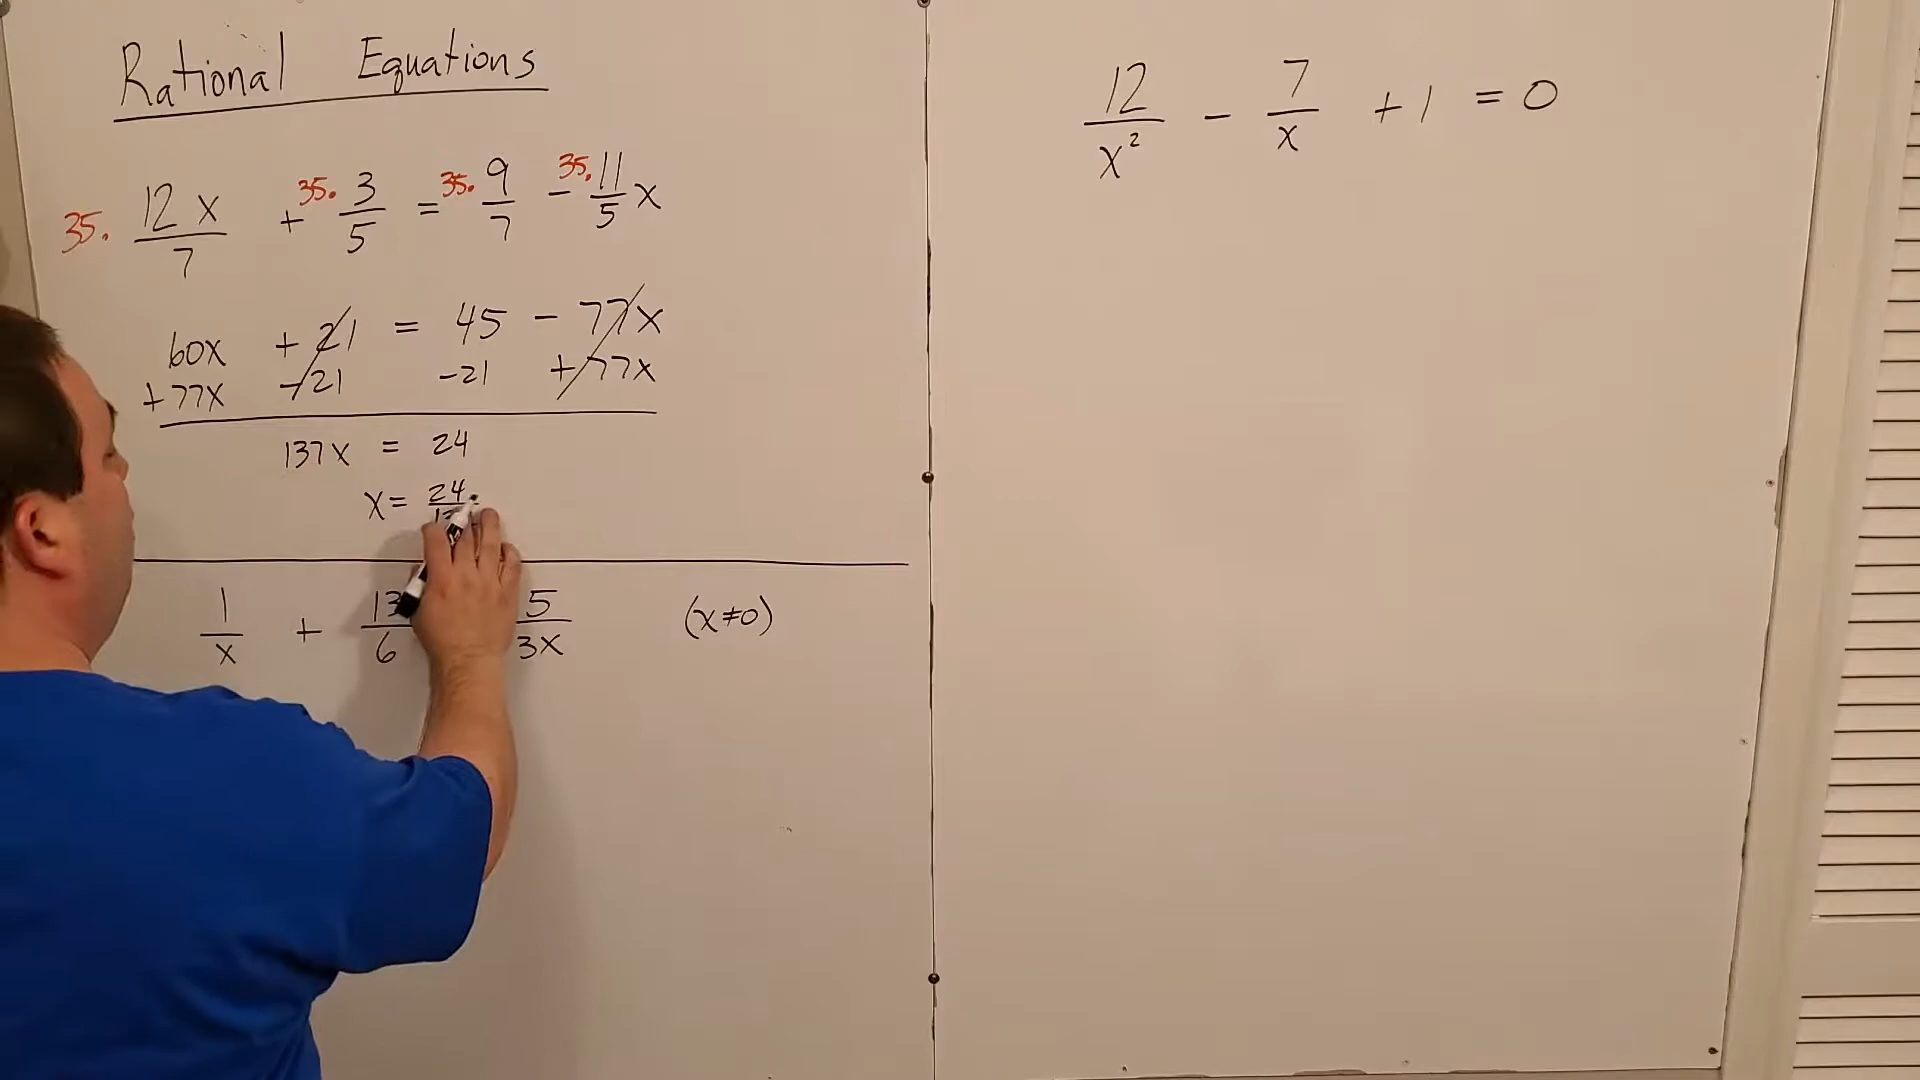 Rational Equations
35. 12x/7 + 35. 3/5 = 35. 9/7 - 35. 11/5 x
60x + 21 = 45 - 77x
+77x -21 -21 +77x
137x = 24
x = 24
1/x + 13/6 5/3x (x≠0)
12/x² - 7/x + 1 = 0